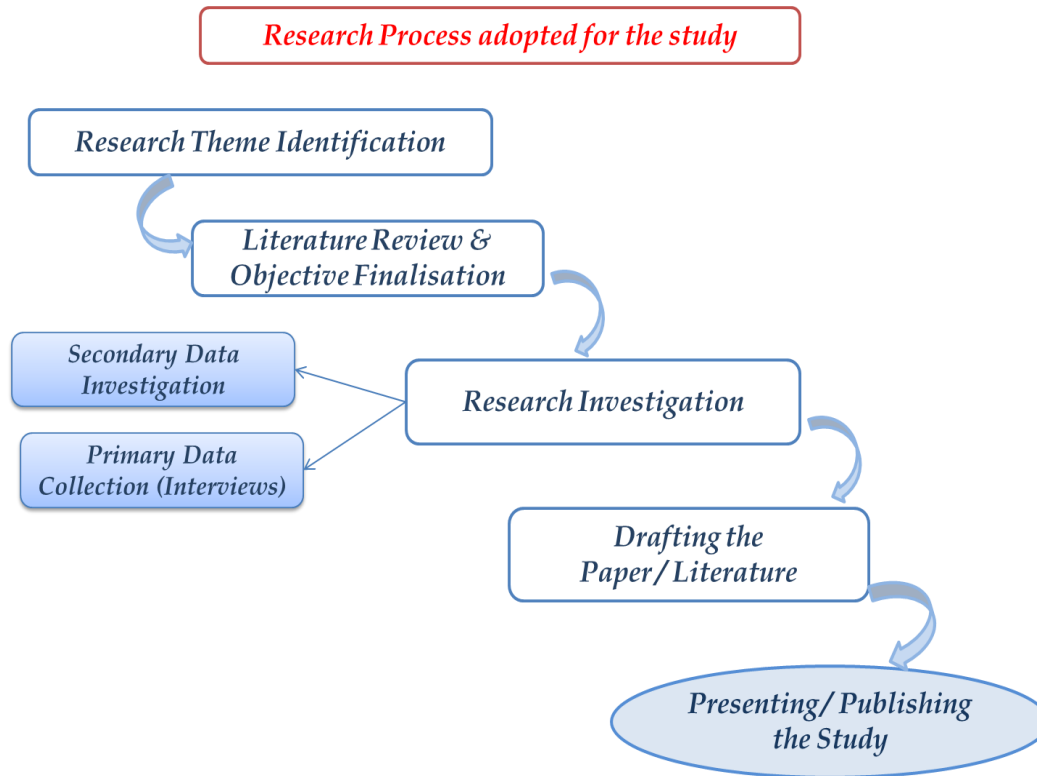 Research Process adopted for the study
Research Theme Identification
Literature Review &
Objective Finalisation
Secondary Data
Investigation
Research Investigation
Primary Data
Collection (Interviews)
Drafting the
Paper / Literature
Presenting/ Publishing
the Study